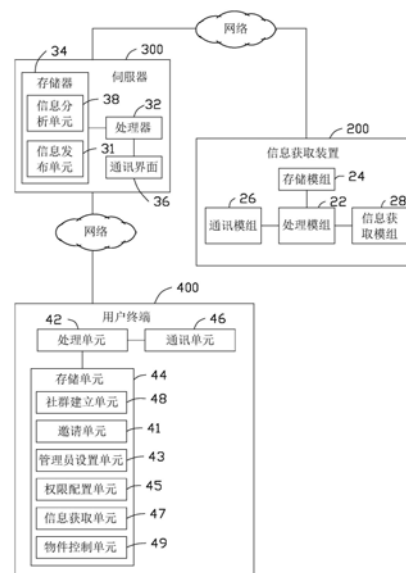 网络
34
300
存储器
伺服器
信息分
析单元
38
32
处理器
信息发
布单元
31
通讯界面
36
200
信息获取装置
存储模组
24
26
22
28
通讯模组
处理模组
信息获
取模组
网络
400
用户终端
42
46
处理单元
通讯单元
存储单元
44
社群建立单元
48
邀请单元
41
管理员设置单元
43
权限配置单元
45
信息获取单元
47
物件控制单元
49